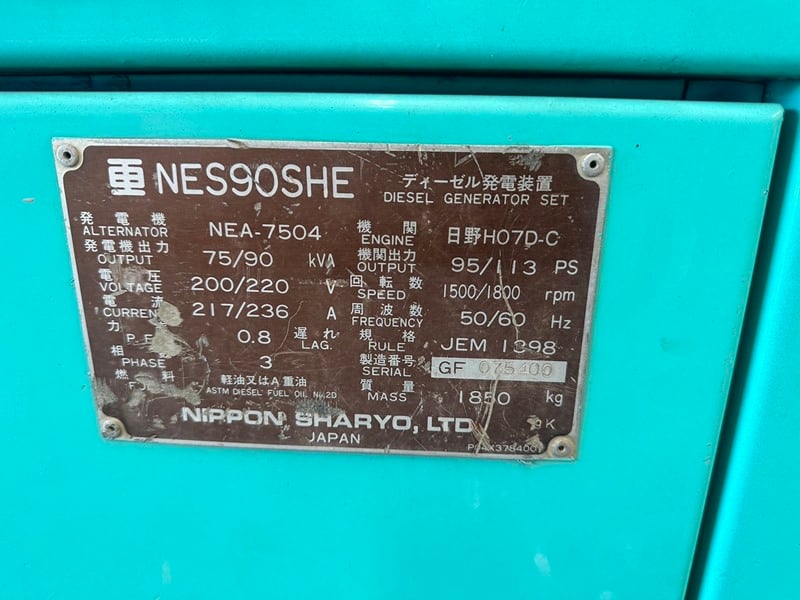 NES90SHE ディーゼル発電装置
DIESEL GENERATOR SET
発電機 ALTERNATOR NEA-7504
発電機出力 OUTPUT 75/90 kVA
電圧 VOLTAGE 200/220 V
電流 CURRENT 217/236 A
力 0.8 遅れ LAG.
PHASE 3
燃 料 軽油又はA重油
ASTM DIESEL FUEL OIL No.2D
機関 ENGINE 日野H07D-C
機関出力 OUTPUT 95/113 PS
回転数 SPEED 1500/1800 rpm
周波数 FREQUENCY 50/60 Hz
規格 RULE JEM 1398
製造番号 SERIAL GF
質量 MASS 1850 kg
NIPPON SHARYO, LTD
JAPAN